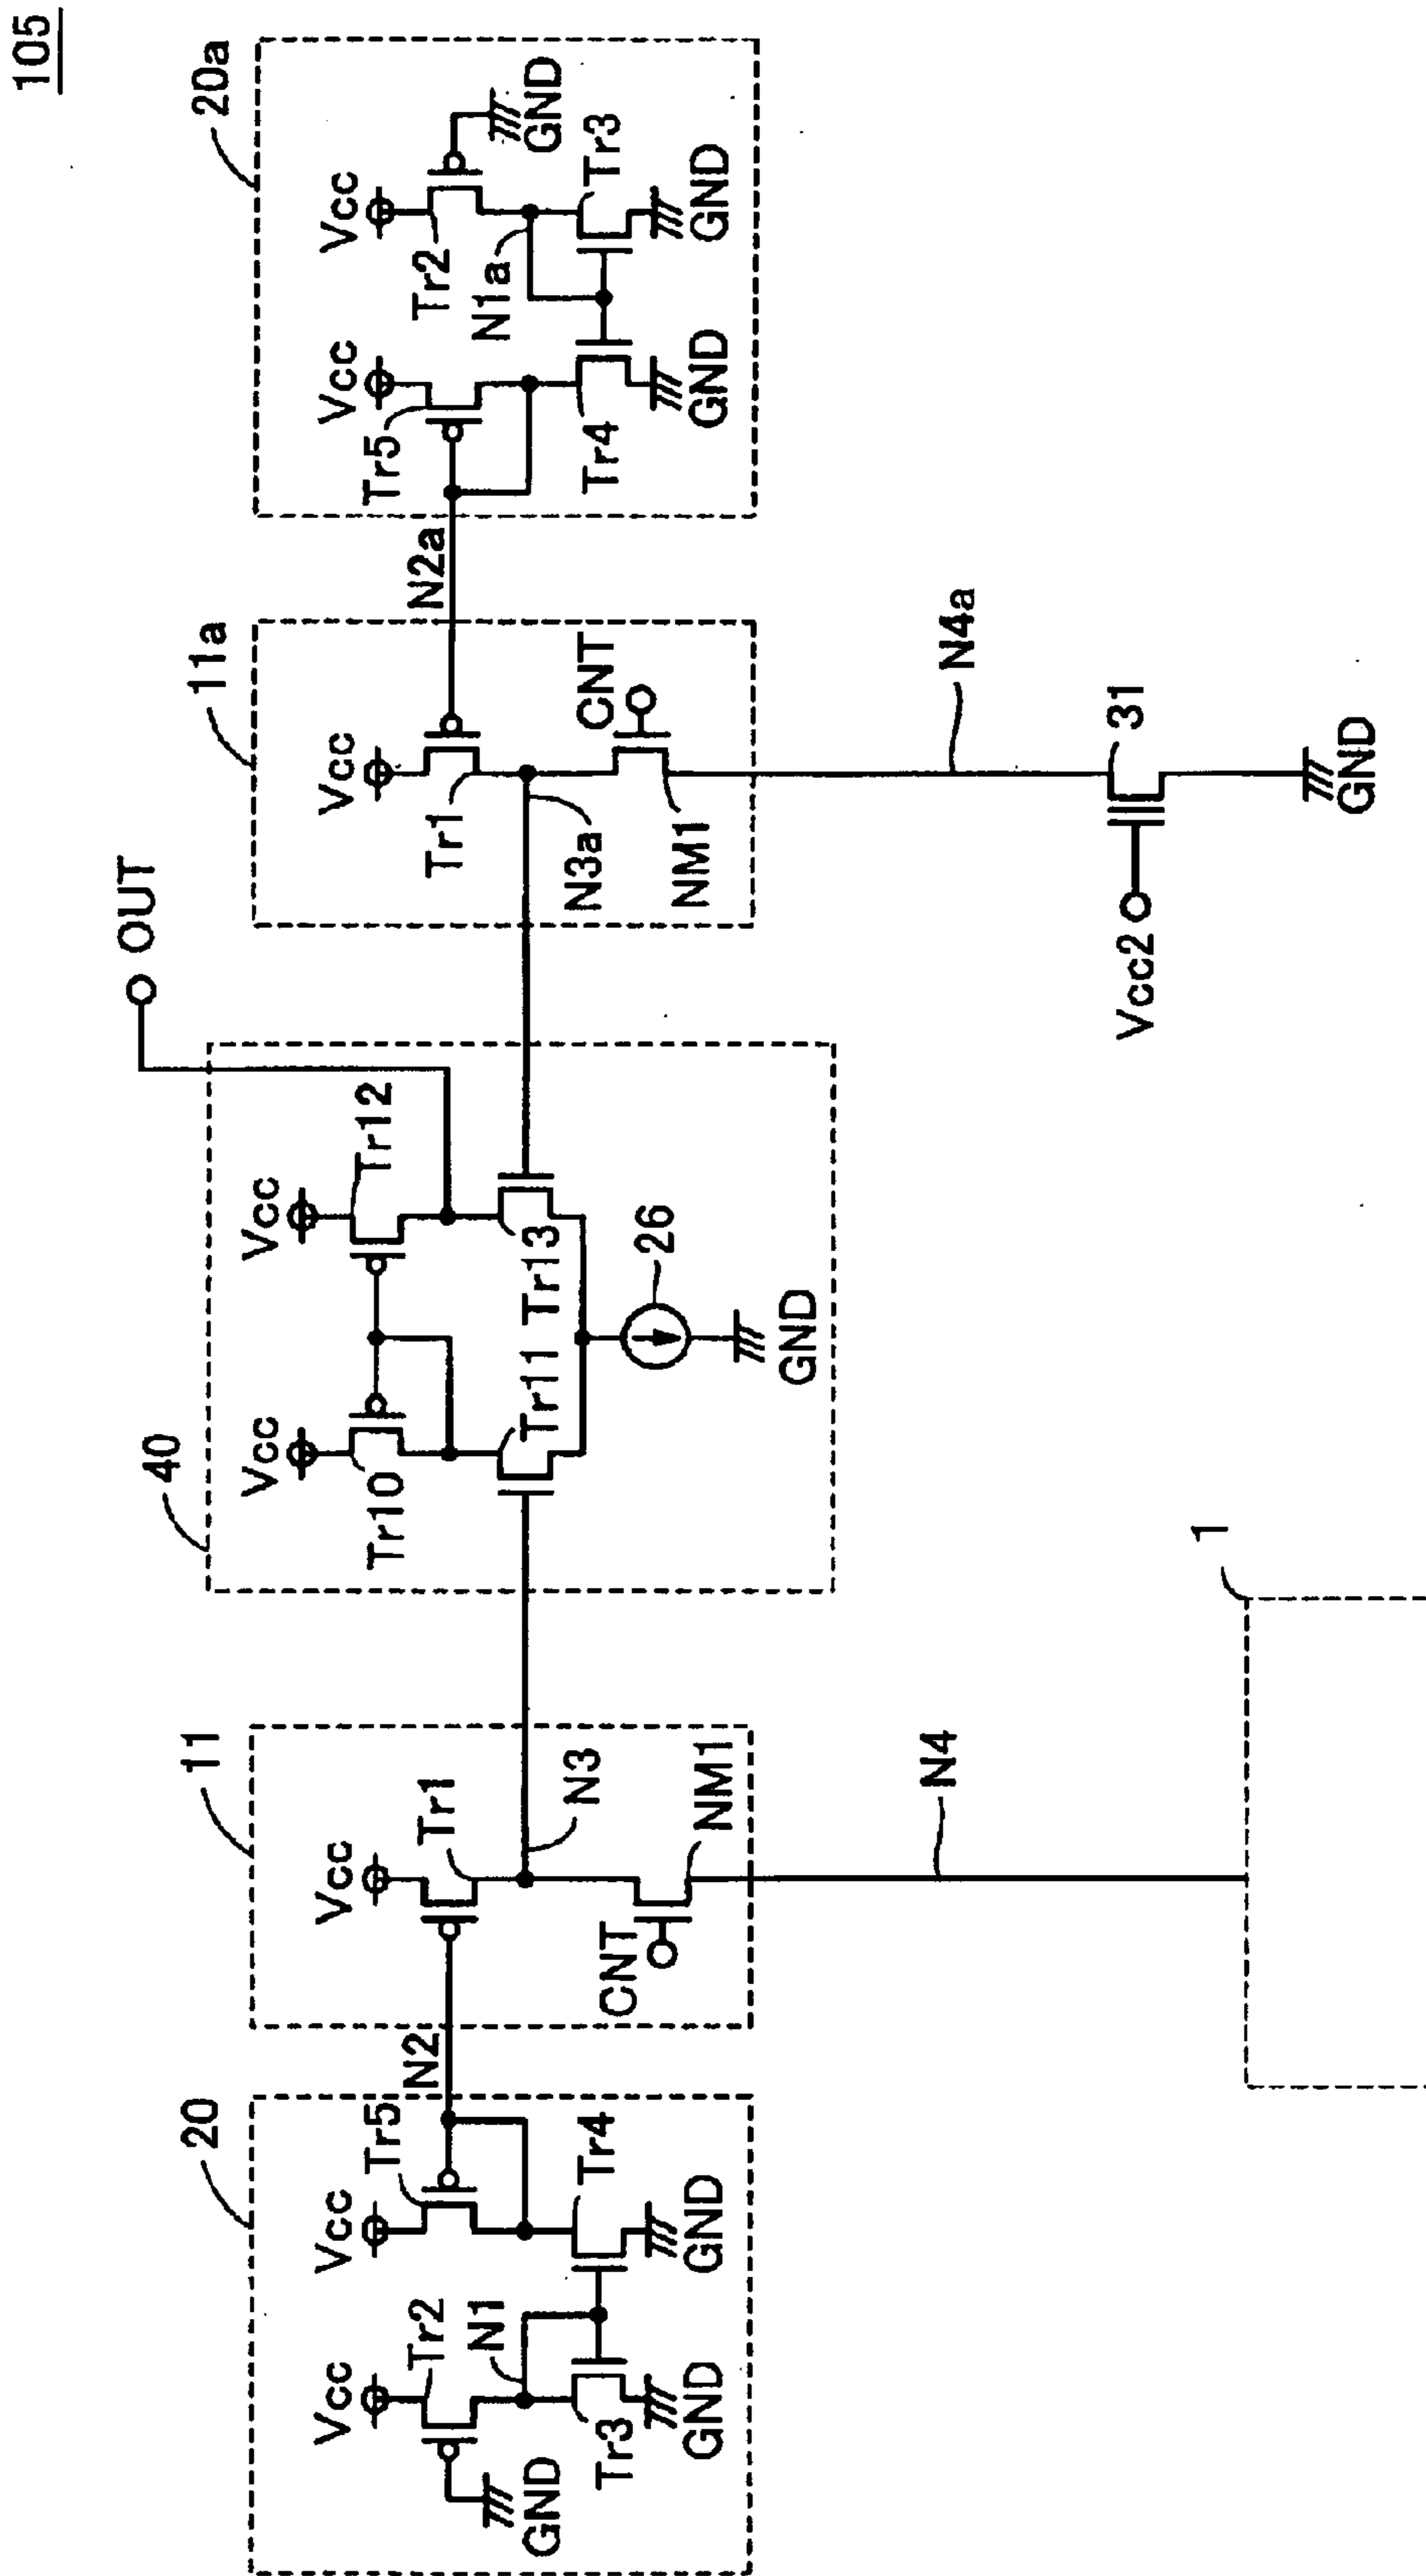 105
20
Vcc
Vcc
Tr2
Tr5
N1
N2
GND
Tr3
Tr4
GND
GND
11
Vcc
Tr1
N3
CNT
NM1
N4
1
40
Vcc
Vcc
Tr10
Tr12
Tr11
Tr13
26
GND
OUT
11a
Vcc
Tr1
N3a
CNT
NM1
N4a
Vcc2
31
GND
20a
N2a
Vcc
Vcc
Tr5
Tr2
N1a
GND
Tr4
Tr3
GND
GND